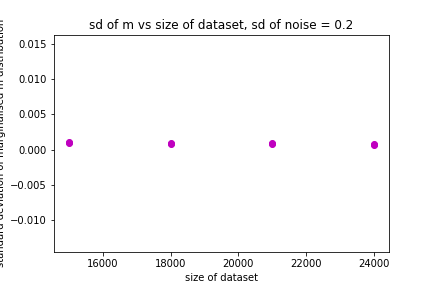 sd of m vs size of dataset, sd of noise = 0.2
standard deviation of marginalised m distribution
0.015
0.010
0.005
0.000
−0.005
−0.010
16000 18000 20000 22000 24000
size of dataset